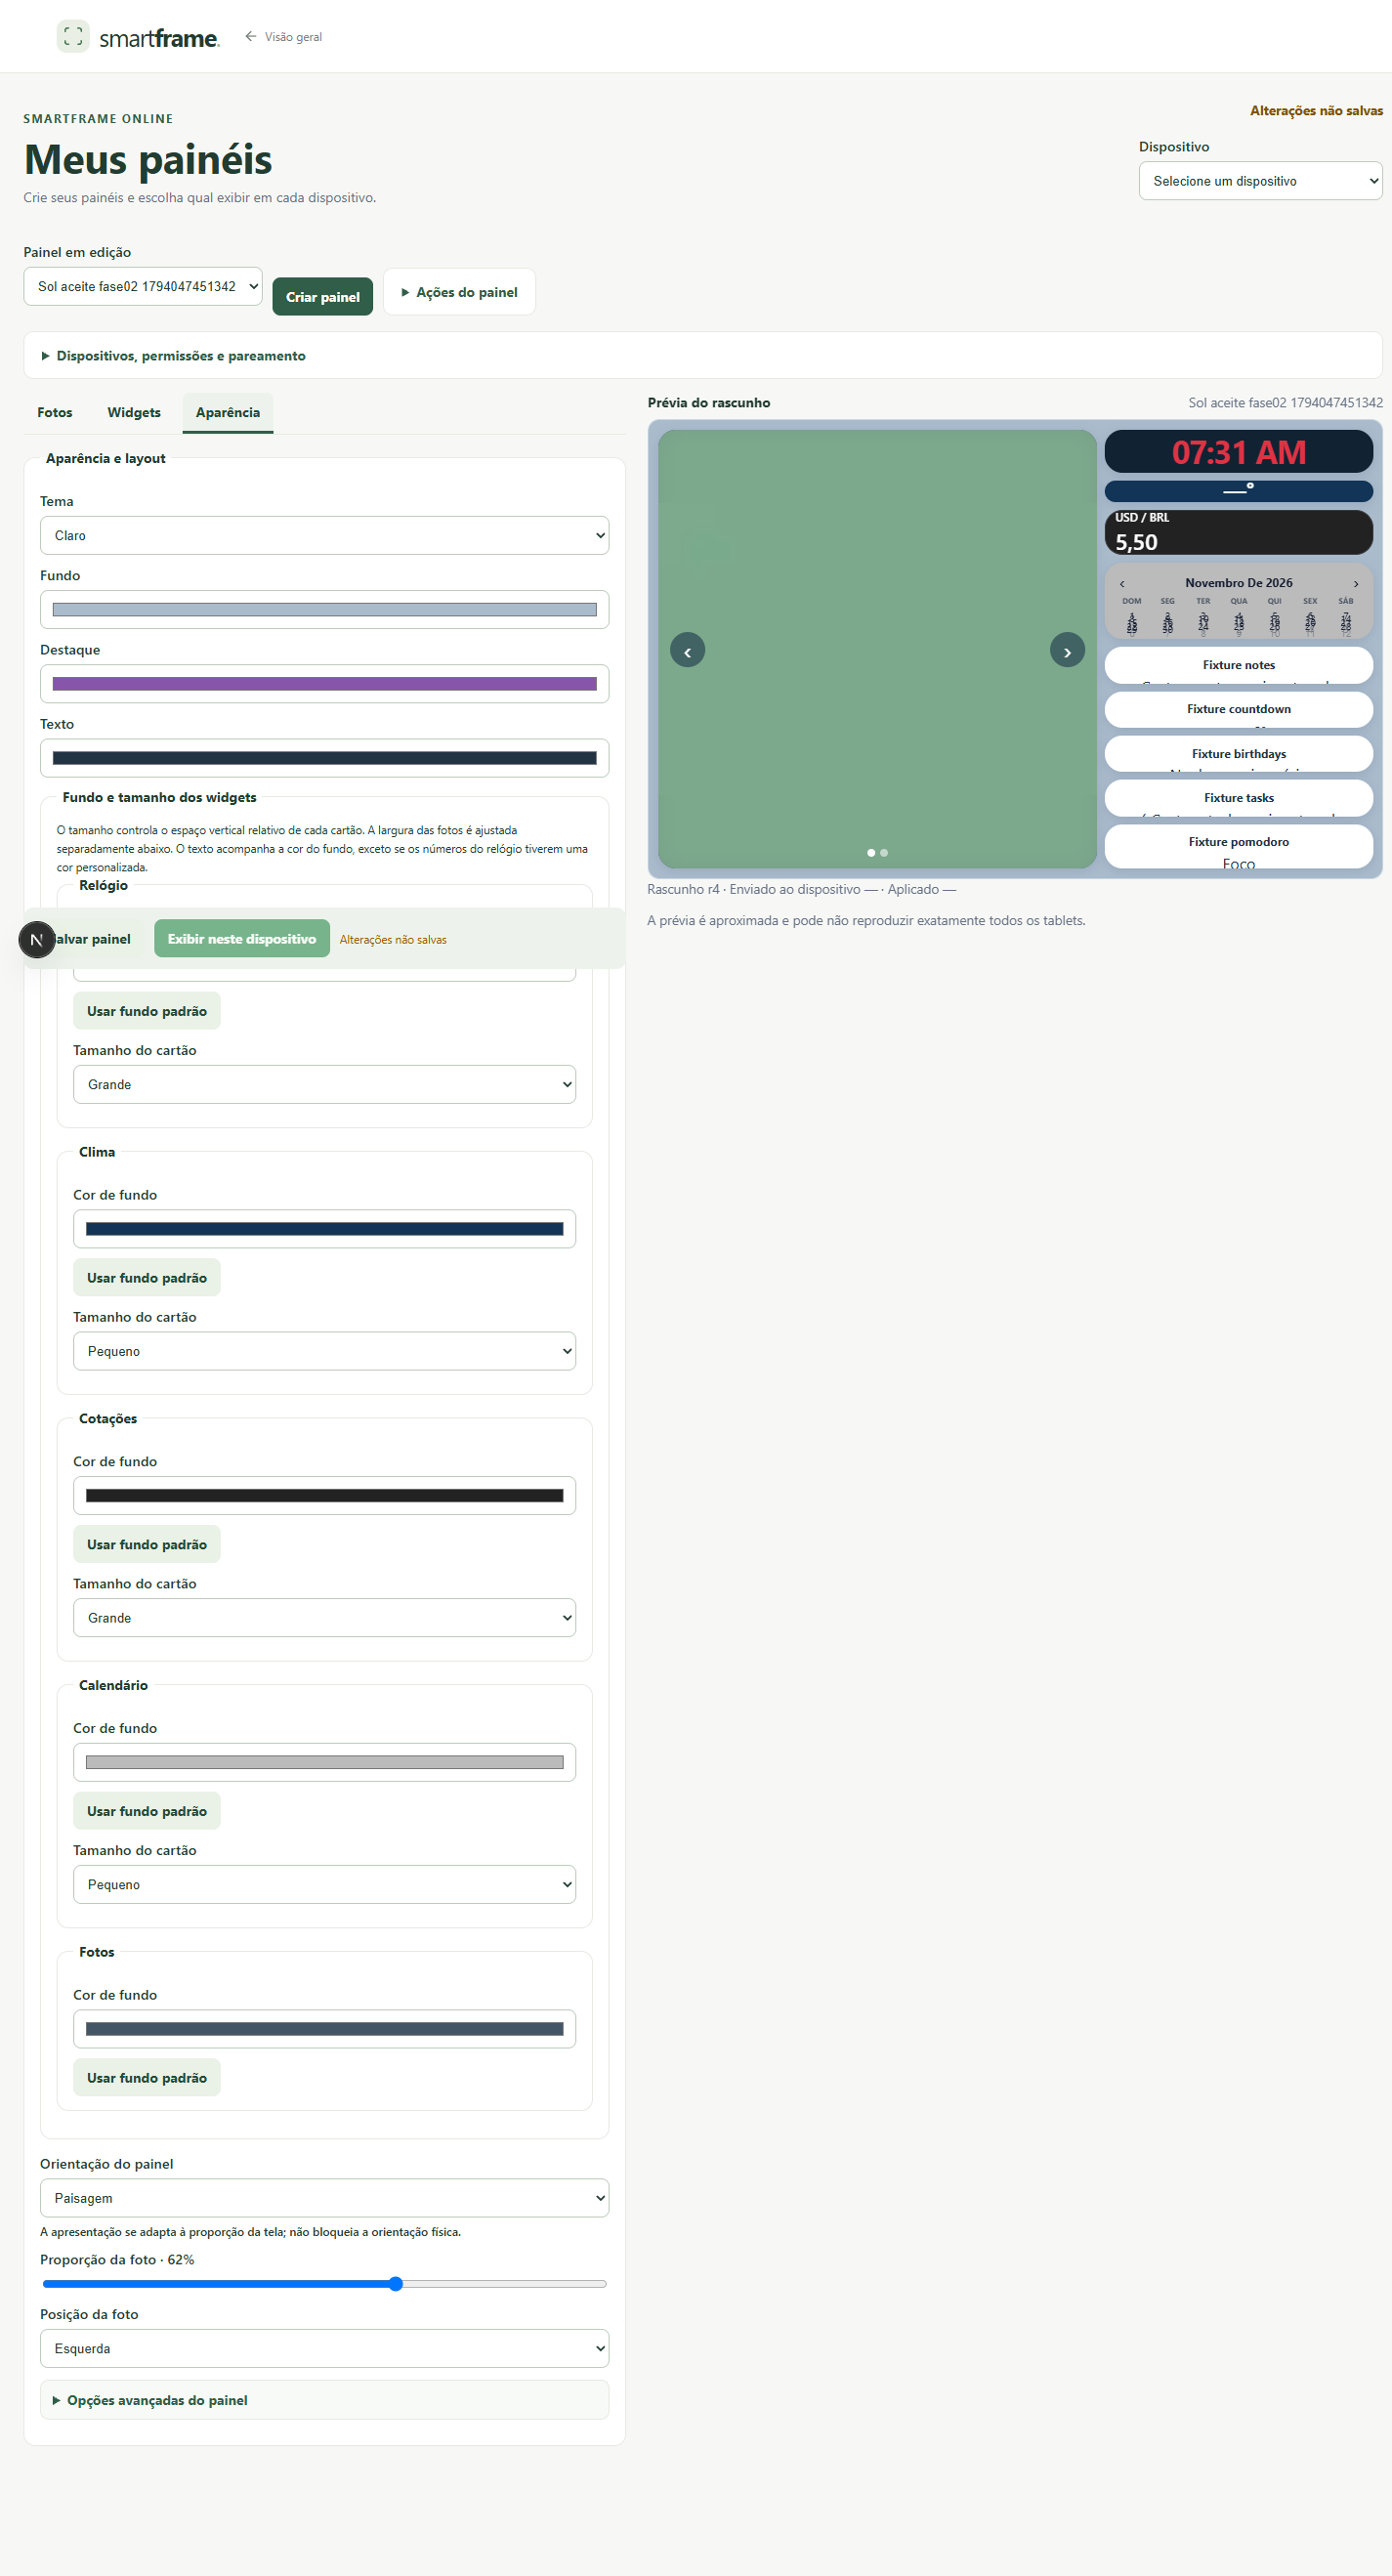 smartframe.
← Visão geral
SMARTFRAME ONLINE
Meus painéis
Crie seus painéis e escolha qual exibir em cada dispositivo.
Alterações não salvas
Dispositivo
Selecione um dispositivo
Painel em edição
Sol aceite fase02 1794047451342
Criar painel
▶ Ações do painel
▶ Dispositivos, permissões e pareamento
Fotos
Widgets
Aparência
Aparência e layout
Tema
Claro
Fundo
Destaque
Texto
Fundo e tamanho dos widgets
O tamanho controla o espaço vertical relativo de cada cartão. A largura das fotos é ajustada
separadamente abaixo. O texto acompanha a cor do fundo, exceto se os números do relógio tiverem uma
cor personalizada.
Relógio
N
alvar painel
Exibir neste dispositivo
Alterações não salvas
Usar fundo padrão
Tamanho do cartão
Grande
Clima
Cor de fundo
Usar fundo padrão
Tamanho do cartão
Pequeno
Cotações
Cor de fundo
Usar fundo padrão
Tamanho do cartão
Grande
Calendário
Cor de fundo
Usar fundo padrão
Tamanho do cartão
Pequeno
Fotos
Cor de fundo
Usar fundo padrão
Orientação do painel
Paisagem
A apresentação se adapta à proporção da tela; não bloqueia a orientação física.
Proporção da foto · 62%
Posição da foto
Esquerda
▶ Opções avançadas do painel
Prévia do rascunho
Sol aceite fase02 1794047451342
‹
›
07:31 AM
—°
USD / BRL
5,50
‹ Novembro De 2026 ›
DOM SEG TER QUA QUI SEX SÁB
Fixture notes
Fixture countdown
Fixture birthdays
Fixture tasks
Fixture pomodoro
Foco
Rascunho r4 · Enviado ao dispositivo — · Aplicado —
A prévia é aproximada e pode não reproduzir exatamente todos os tablets.